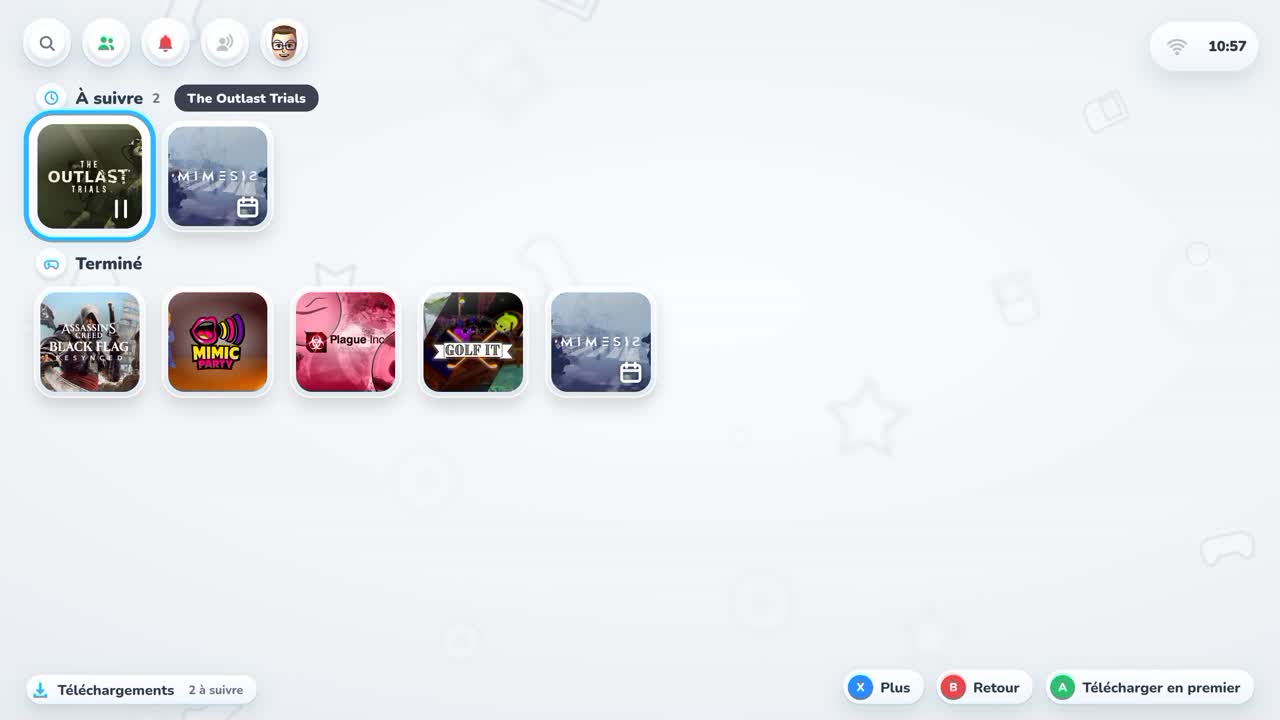 10:57
À suivre 2
The Outlast Trials
THE
OUTLAST
TRIALS
MIMESIS
Terminé
ASSASSIN'S
CREED
BLACK FLAG
RESYNCED
MIMIC
PARTY
Plague Inc
GOLF IT
MIMESIS
Téléchargements 2 à suivre
X Plus
B Retour
A Télécharger en premier